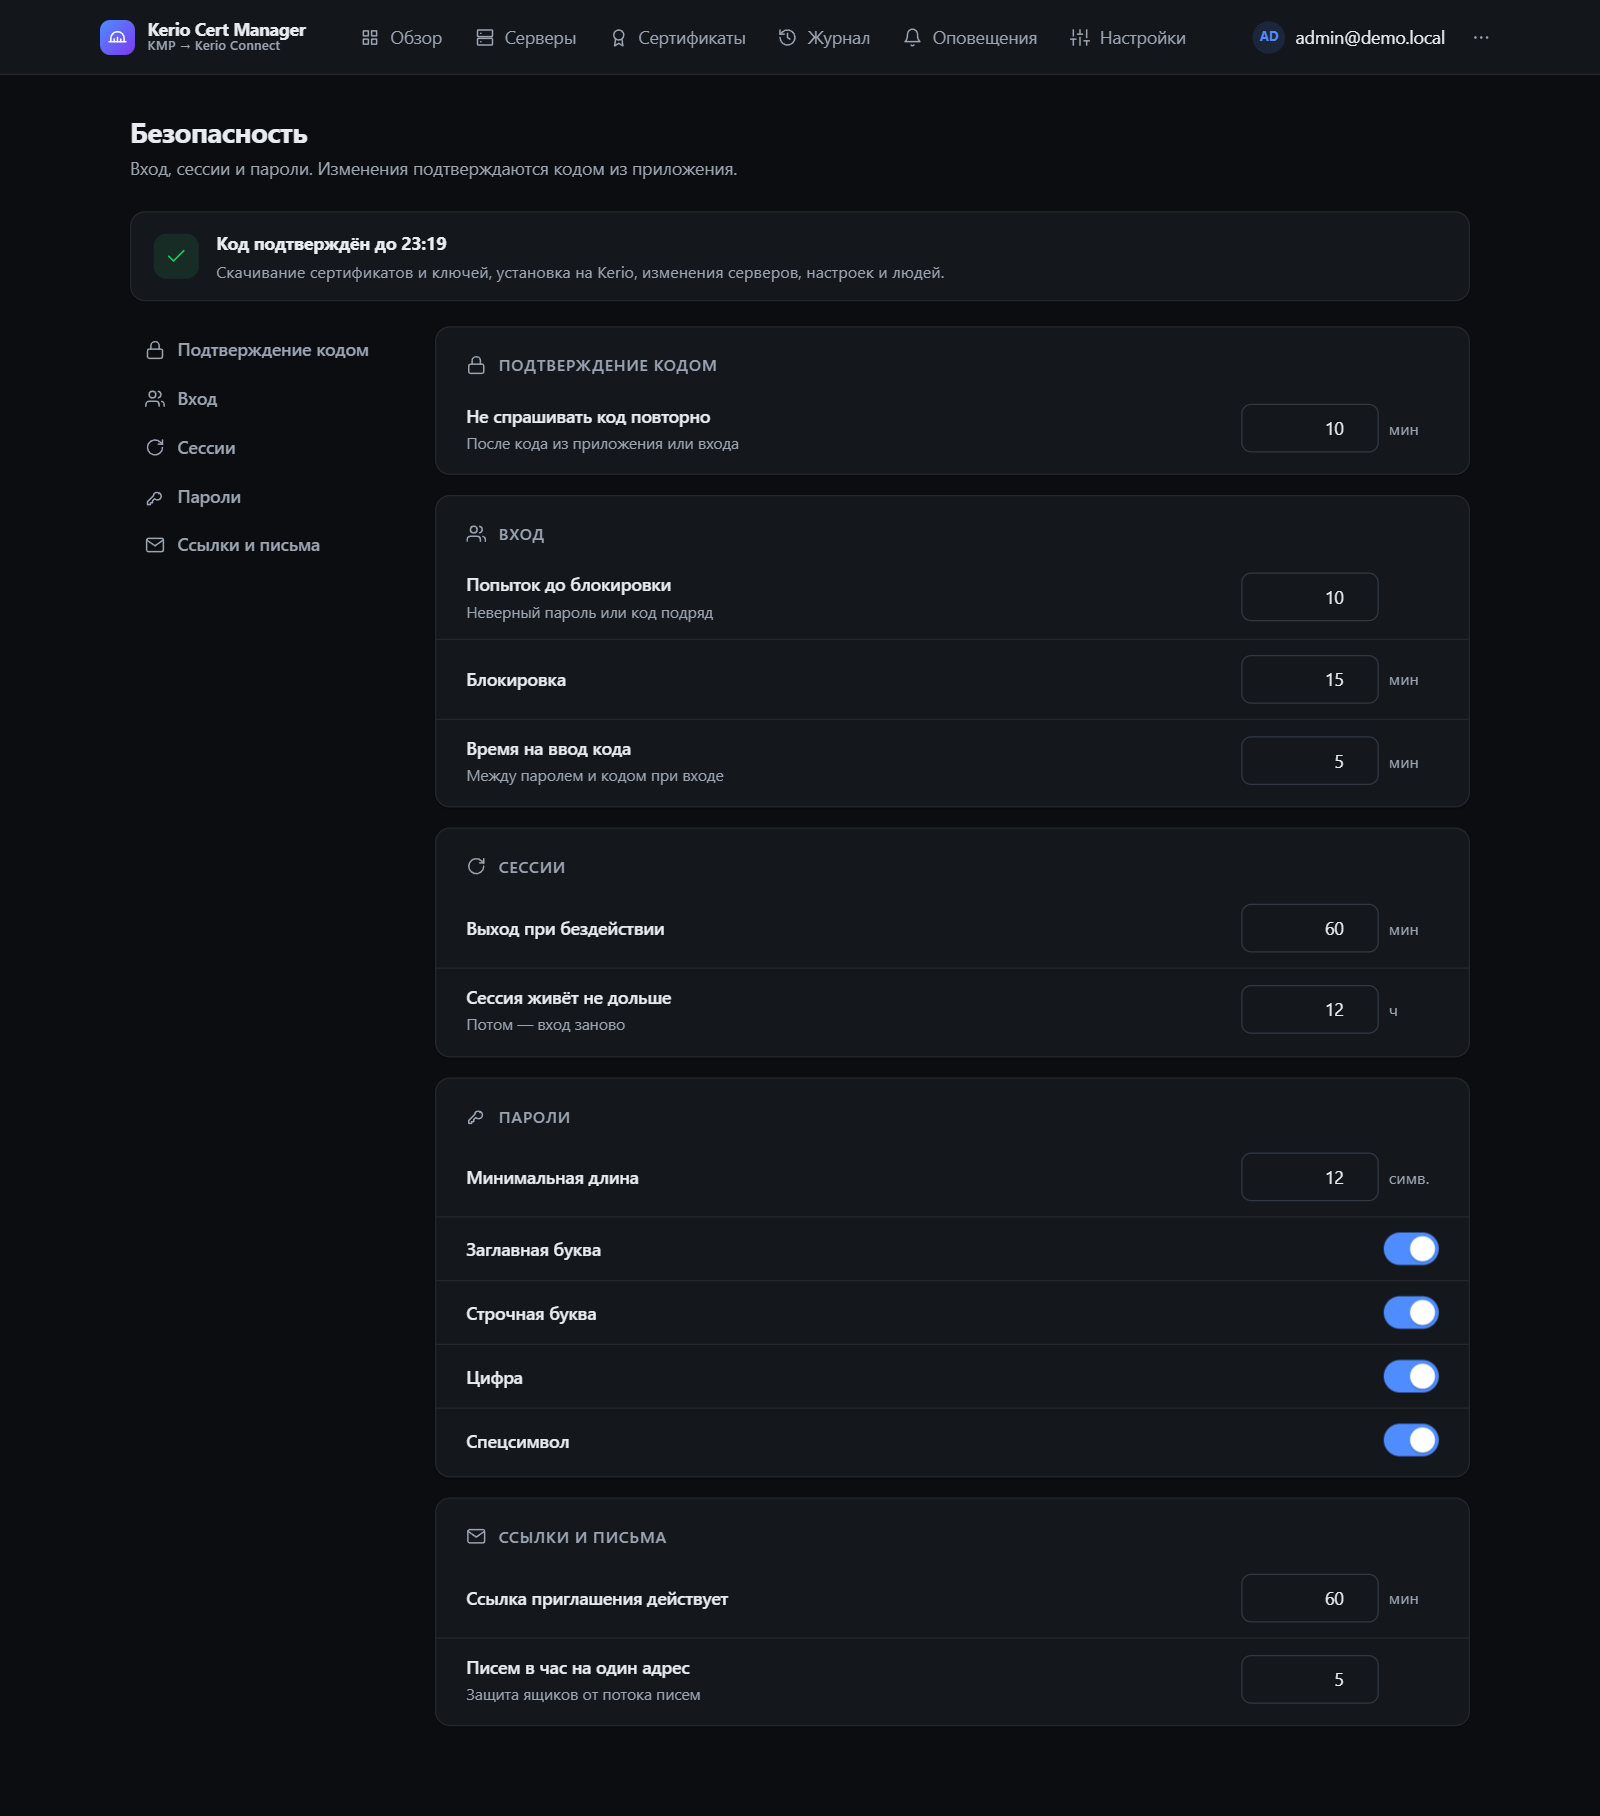 Kerio Cert Manager
KMP → Kerio Connect
Обзор
Серверы
Сертификаты
Журнал
Оповещения
Настройки
AD
admin@demo.local
Безопасность
Вход, сессии и пароли. Изменения подтверждаются кодом из приложения.
Код подтверждён до 23:19
Скачивание сертификатов и ключей, установка на Kerio, изменения серверов, настроек и людей.
Подтверждение кодом
Вход
Сессии
Пароли
Ссылки и письма
ПОДТВЕРЖДЕНИЕ КОДОМ
Не спрашивать код повторно
После кода из приложения или входа
10 мин
ВХОД
Попыток до блокировки
Неверный пароль или код подряд
10
Блокировка
15 мин
Время на ввод кода
Между паролем и кодом при входе
5 мин
СЕССИИ
Выход при бездействии
60 мин
Сессия живёт не дольше
Потом — вход заново
12 ч
ПАРОЛИ
Минимальная длина
12 симв.
Заглавная буква
Строчная буква
Цифра
Спецсимвол
ССЫЛКИ И ПИСЬМА
Ссылка приглашения действует
60 мин
Писем в час на один адрес
Защита ящиков от потока писем
5